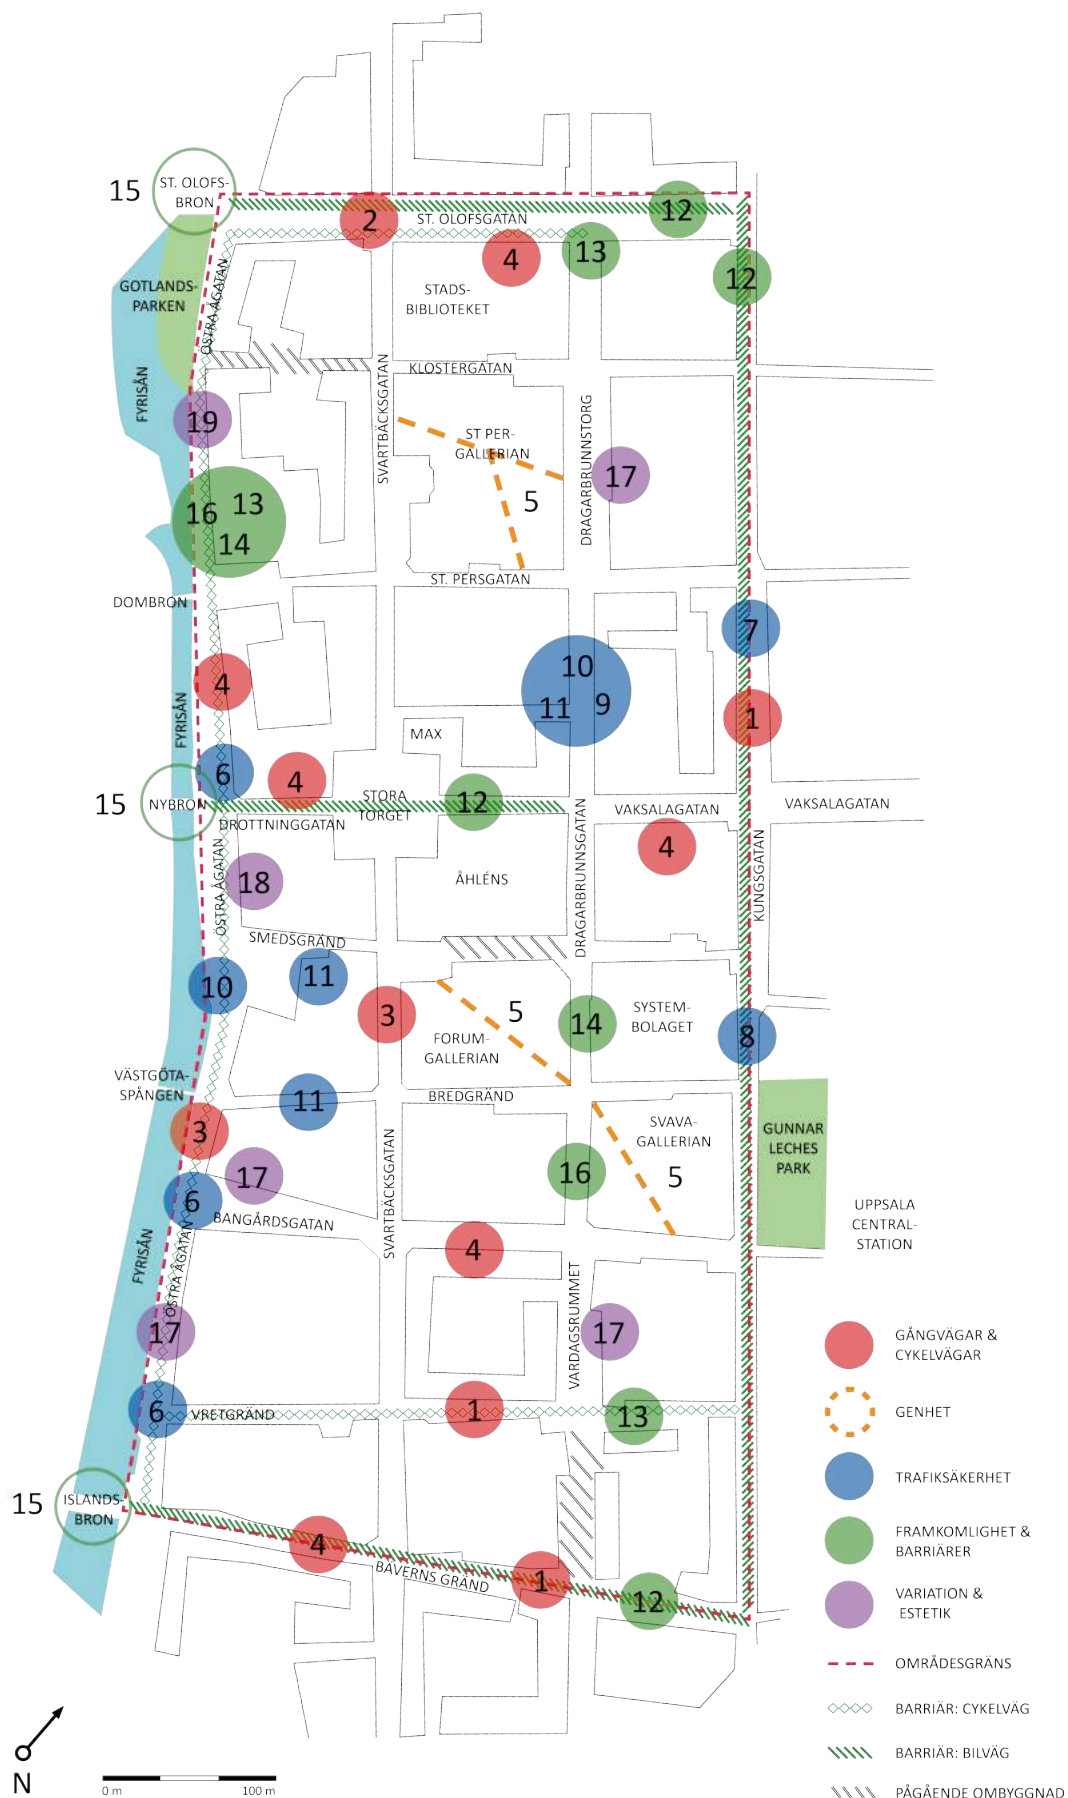 15
ST. OLOFS-
BRON
2
ST. OLOFSGATAN
12
4
13
12
GOTLANDS-
PARKEN
STADS-
BIBLIOTEKET
ÖSTRA ÅGATAN
KLOSTERGATAN
FYRISÅN
SVARTBÄCKSGATAN
DRAGARBRUNNSTORG
19
ST PER-
GALLERIAN
17
5
16
13
14
ST. PERSGATAN
DOMBRON
7
10
11
9
4
1
FYRISÅN
MAX
6
4
15
NYBRON
STORA
TORGET
12
DROTTNINGGATAN
VAKSALAGATAN
VAKSALAGATAN
4
ÖSTRA ÅGATAN
DRAGARBRUNNSGATAN
KUNGSGATAN
18
ÅHLÉNS
SMEDSGRÄND
10
11
3
5
FORUM-
GALLERIAN
14
SYSTEM-
BOLAGET
8
VÄSTGÖTA-
SPÅNGEN
11
BREDGRÄND
3
SVAVA-
GALLERIAN
GUNNAR
LECHES
PARK
17
16
5
6
BANGÅRDSGATAN
SVARTBÄCKSGATAN
UPPSALA
CENTRAL-
STATION
FYRISÅN
ÖSTRA ÅGATAN
4
VARDAGSRUMMET
17
17
6
VRETGRÄND
1
13
15
ISLANDS-
BRON
4
BÄVERNS GRÄND
1
12
GÅNGVÄGAR &
CYKELVÄGAR
GENHET
TRAFIKSÄKERHET
FRAMKOMLIGHET &
BARRIÄRER
VARIATION &
ESTETIK
OMRÅDESGRÄNS
BARRIÄR: CYKELVÄG
BARRIÄR: BILVÄG
PÅGÅENDE OMBYGGNAD
N
0 m
100 m